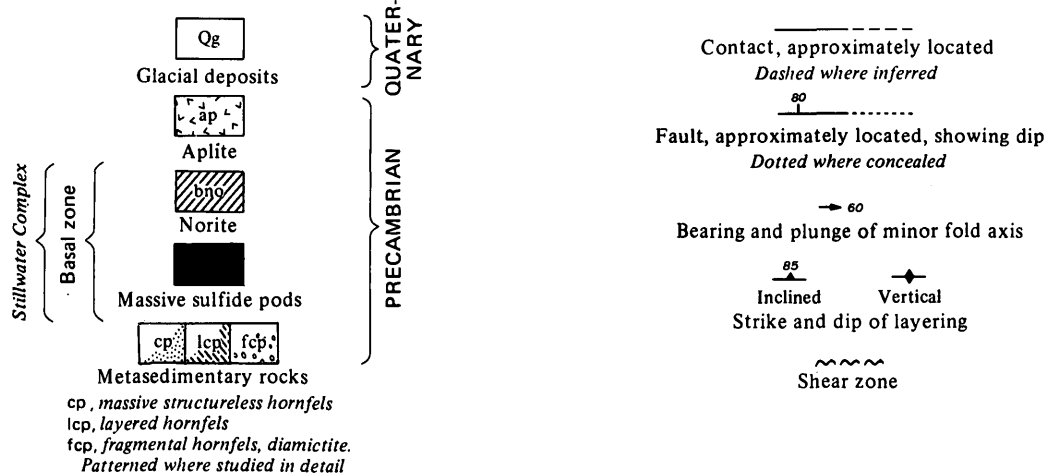 Qg
Glacial deposits
QUATER-
NARY
ap
Aplite
bno
Norite
Massive sulfide pods
Basal zone
Stillwater Complex
PRECAMBRIAN
cp lcp fcp
Metasedimentary rocks
cp, massive structureless hornfels
lcp, layered hornfels
fcp, fragmental hornfels, diamictite.
Patterned where studied in detail
Contact, approximately located
Dashed where inferred
80
Fault, approximately located, showing dip
Dotted where concealed
60
Bearing and plunge of minor fold axis
85
Inclined Vertical
Strike and dip of layering
Shear zone